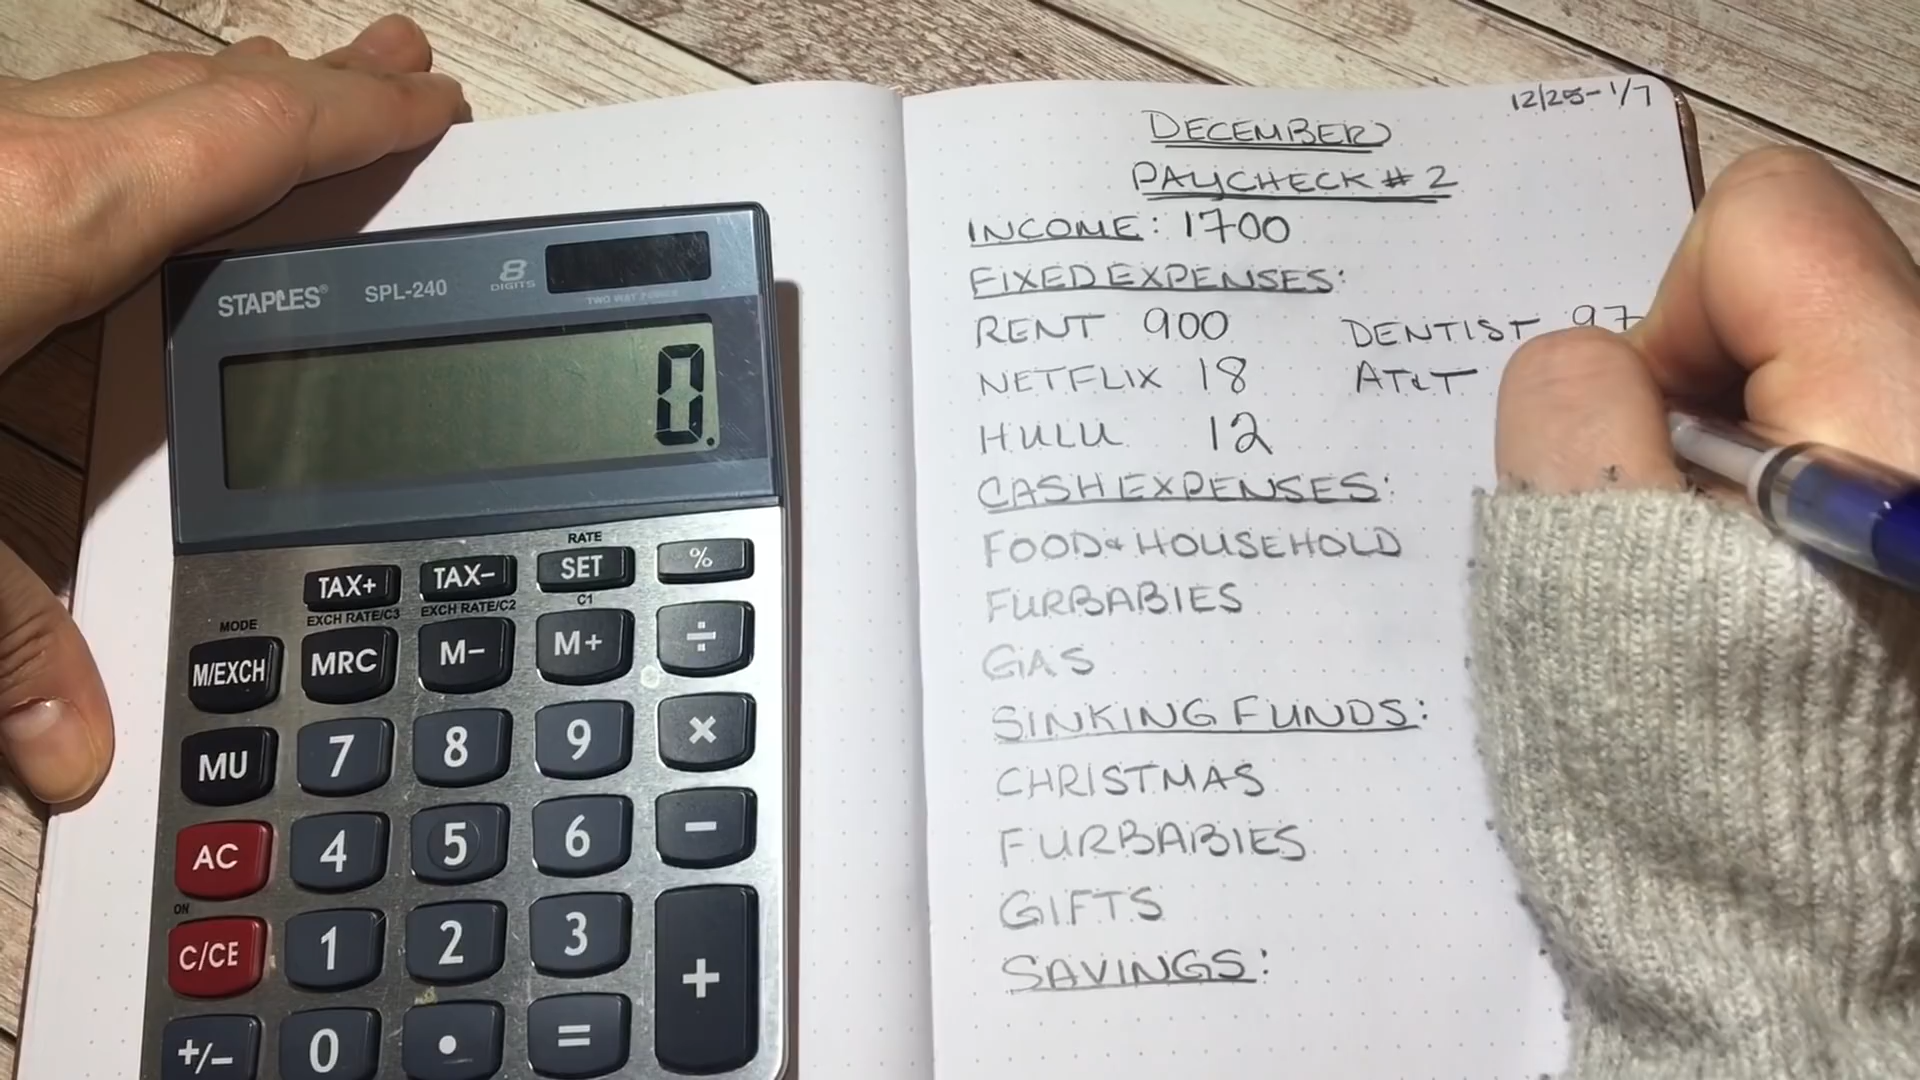 STAPLES® SPL-240 8 DIGITS
TWO WAY POWER
0.
RATE
TAX+ TAX- SET %
EXCH RATE/C3 EXCH RATE/C2 C1
MODE
M/EXCH MRC M- M+ ÷
MU 7 8 9 ×
AC 4 5 6 -
ON
C/CE 1 2 3 +
+/- 0 • =
12/25-1/7
DECEMBER
PAYCHECK #2
INCOME: 1700
FIXED EXPENSES:
RENT 900 DENTIST 97
NETFLIX 18 AT&T
HULU 12
CASH EXPENSES:
FOOD & HOUSEHOLD
FURBABIES
GAS
SINKING FUNDS:
CHRISTMAS
FURBABIES
GIFTS
SAVINGS: